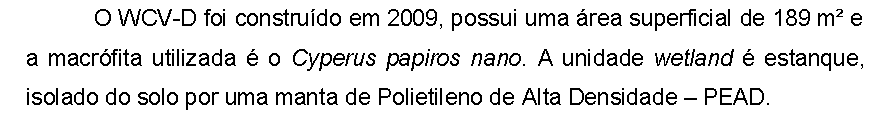 O WCV-D foi construído em 2009, possui uma área superficial de 189 m² e
a macrófita utilizada é o Cyperus papiros nano. A unidade wetland é estanque,
isolado do solo por uma manta de Polietileno de Alta Densidade – PEAD.